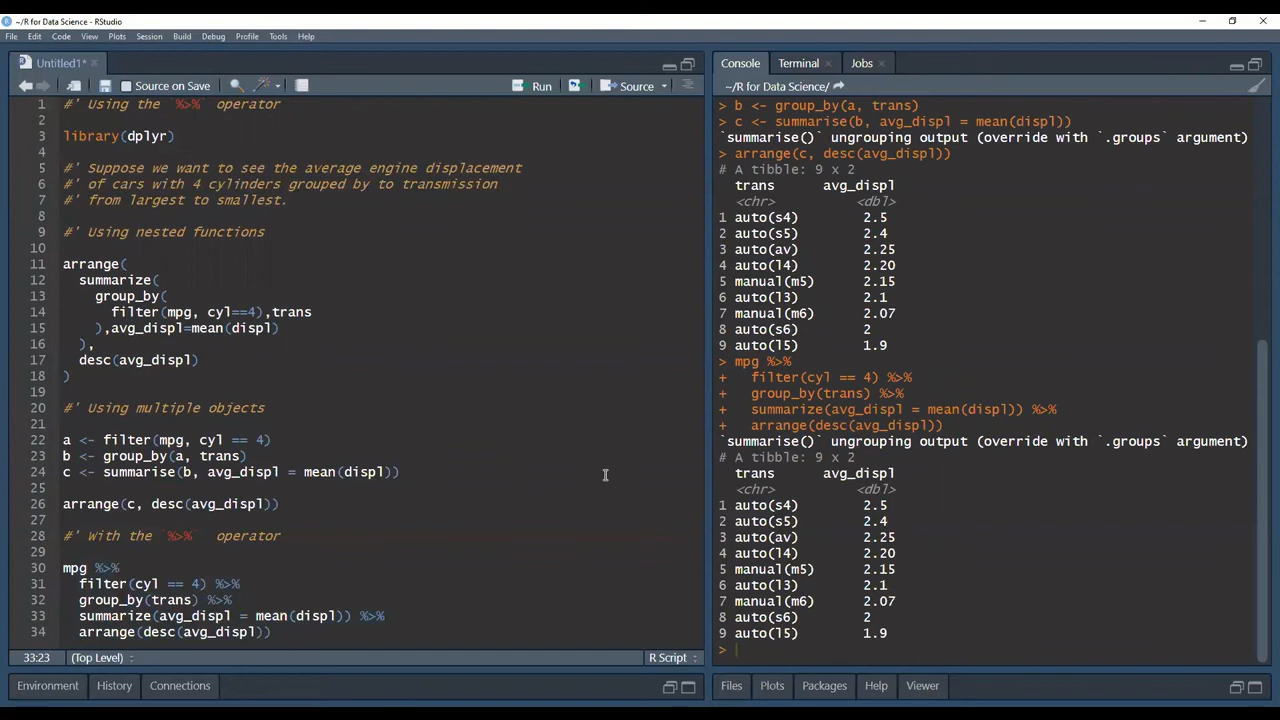 ~/R for Data Science - RStudio
File Edit Code View Plots Session Build Debug Profile Tools Help
Untitled1*
Source on Save Run Source
1 #' Using the `%>%` operator
2
3 library(dplyr)
4
5 #' Suppose we want to see the average engine displacement
6 #' of cars with 4 cylinders grouped by to transmission
7 #' from largest to smallest.
8
9 #' Using nested functions
10
11 arrange(
12 summarize(
13 group_by(
14 filter(mpg, cyl==4),trans
15 ),avg_displ=mean(displ)
16 ),
17 desc(avg_displ)
18 )
19
20 #' Using multiple objects
21
22 a <- filter(mpg, cyl == 4)
23 b <- group_by(a, trans)
24 c <- summarise(b, avg_displ = mean(displ))
25
26 arrange(c, desc(avg_displ))
27
28 #' With the `%>%` operator
29
30 mpg %>%
31 filter(cyl == 4) %>%
32 group_by(trans) %>%
33 summarize(avg_displ = mean(displ)) %>%
34 arrange(desc(avg_displ))
33:23 (Top Level) R Script
Environment History Connections
Console Terminal Jobs
~/R for Data Science/
> b <- group_by(a, trans)
> c <- summarise(b, avg_displ = mean(displ))
`summarise()` ungrouping output (override with `.groups` argument)
> arrange(c, desc(avg_displ))
# A tibble: 9 x 2
trans avg_displ
<chr> <dbl>
1 auto(s4) 2.5
2 auto(s5) 2.4
3 auto(av) 2.25
4 auto(l4) 2.20
5 manual(m5) 2.15
6 auto(l3) 2.1
7 manual(m6) 2.07
8 auto(s6) 2
9 auto(l5) 1.9
> mpg %>%
+ filter(cyl == 4) %>%
+ group_by(trans) %>%
+ summarize(avg_displ = mean(displ)) %>%
+ arrange(desc(avg_displ))
`summarise()` ungrouping output (override with `.groups` argument)
# A tibble: 9 x 2
trans avg_displ
<chr> <dbl>
1 auto(s4) 2.5
2 auto(s5) 2.4
3 auto(av) 2.25
4 auto(l4) 2.20
5 manual(m5) 2.15
6 auto(l3) 2.1
7 manual(m6) 2.07
8 auto(s6) 2
9 auto(l5) 1.9
>
Files Plots Packages Help Viewer